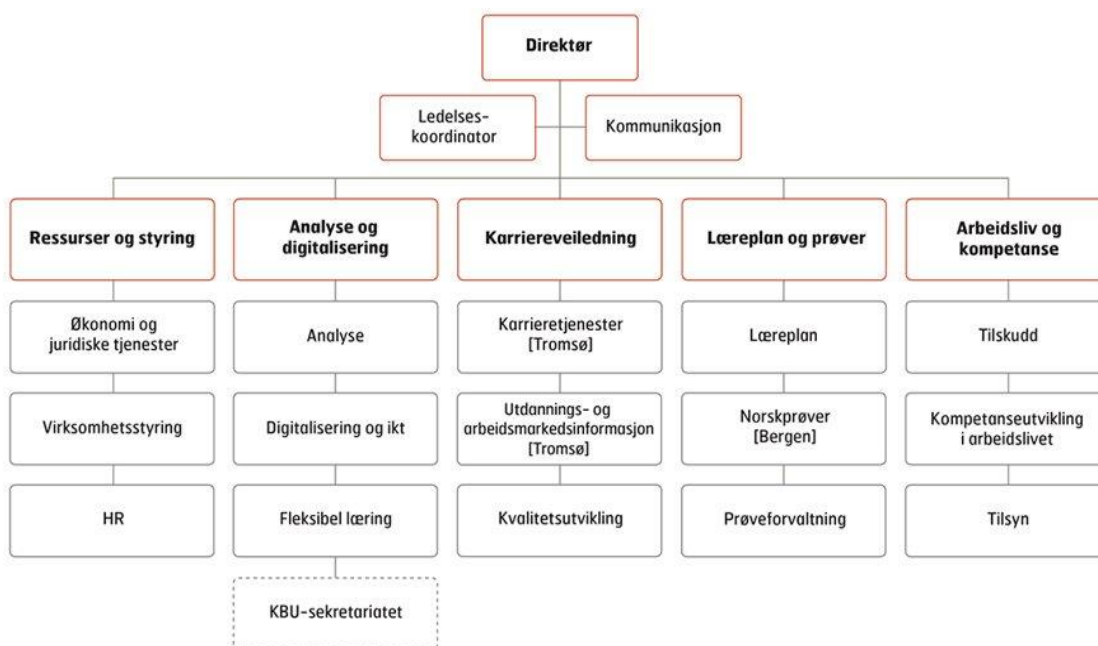 Direktør
Ledelses-
koordinator
Kommunikasjon
Ressurser og styring
Analyse og
digitalisering
Karriereveiledning
Læreplan og prøver
Arbeidsliv og
kompetanse
Økonomi og
juridiske tjenester
Analyse
Karrieretjenester
[Tromsø]
Læreplan
Tilskudd
Virksomhetsstyring
Digitalisering og ikt
Utdannings- og
arbeidsmarkedsinformasjon
[Tromsø]
Norskprøver
[Bergen]
Kompetanseutvikling
i arbeidslivet
HR
Fleksibel læring
Kvalitetsutvikling
Prøveforvaltning
Tilsyn
KBU-sekretariatet